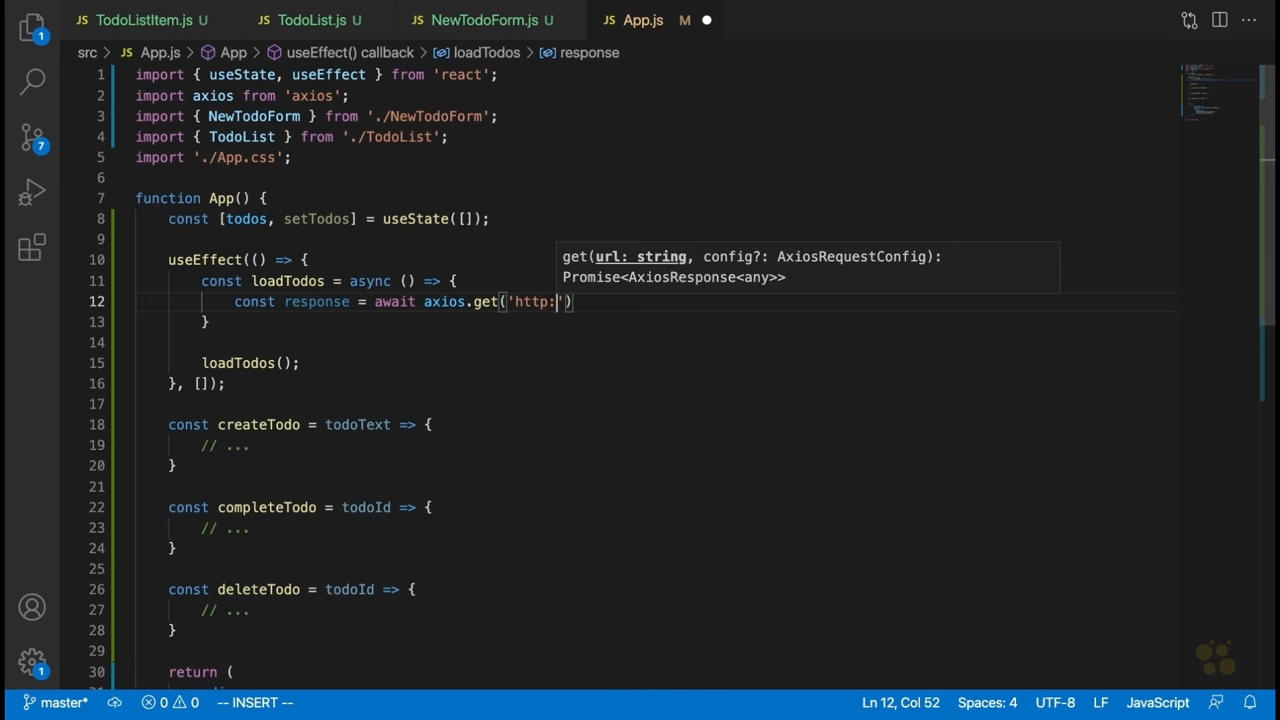 JS TodoListItem.js U JS TodoList.js U JS NewTodoForm.js U JS App.js M
src > JS App.js > App > useEffect() callback > loadTodos > response
1 import { useState, useEffect } from 'react';
2 import axios from 'axios';
3 import { NewTodoForm } from './NewTodoForm';
4 import { TodoList } from './TodoList';
5 import './App.css';
6
7 function App() {
8 const [todos, setTodos] = useState([]);
9
10 useEffect(() => {
get(url: string, config?: AxiosRequestConfig):
Promise<AxiosResponse<any>>
11 const loadTodos = async () => {
12 const response = await axios.get('http:')
13 }
14
15 loadTodos();
16 }, []);
17
18 const createTodo = todoText => {
19 // ...
20 }
21
22 const completeTodo = todoId => {
23 // ...
24 }
25
26 const deleteTodo = todoId => {
27 // ...
28 }
29
30 return (
1
7
1
master* 0 0 -- INSERT -- Ln 12, Col 52 Spaces: 4 UTF-8 LF JavaScript